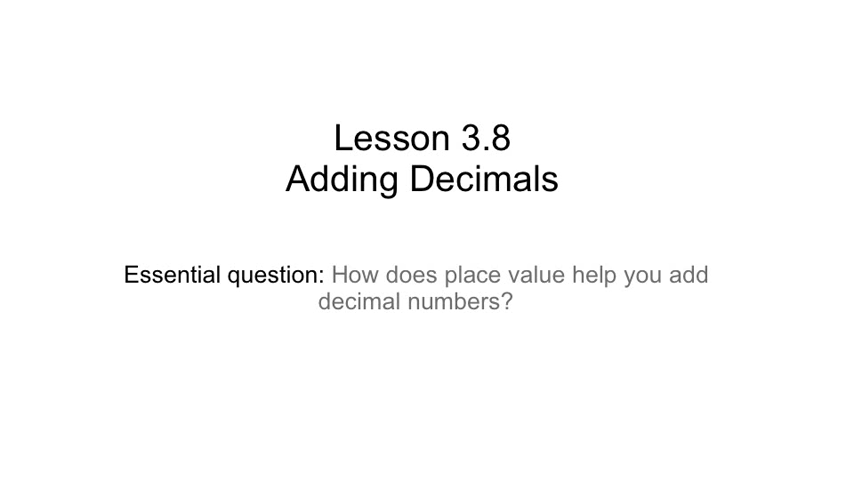 Lesson 3.8
Adding Decimals
Essential question: How does place value help you add
decimal numbers?